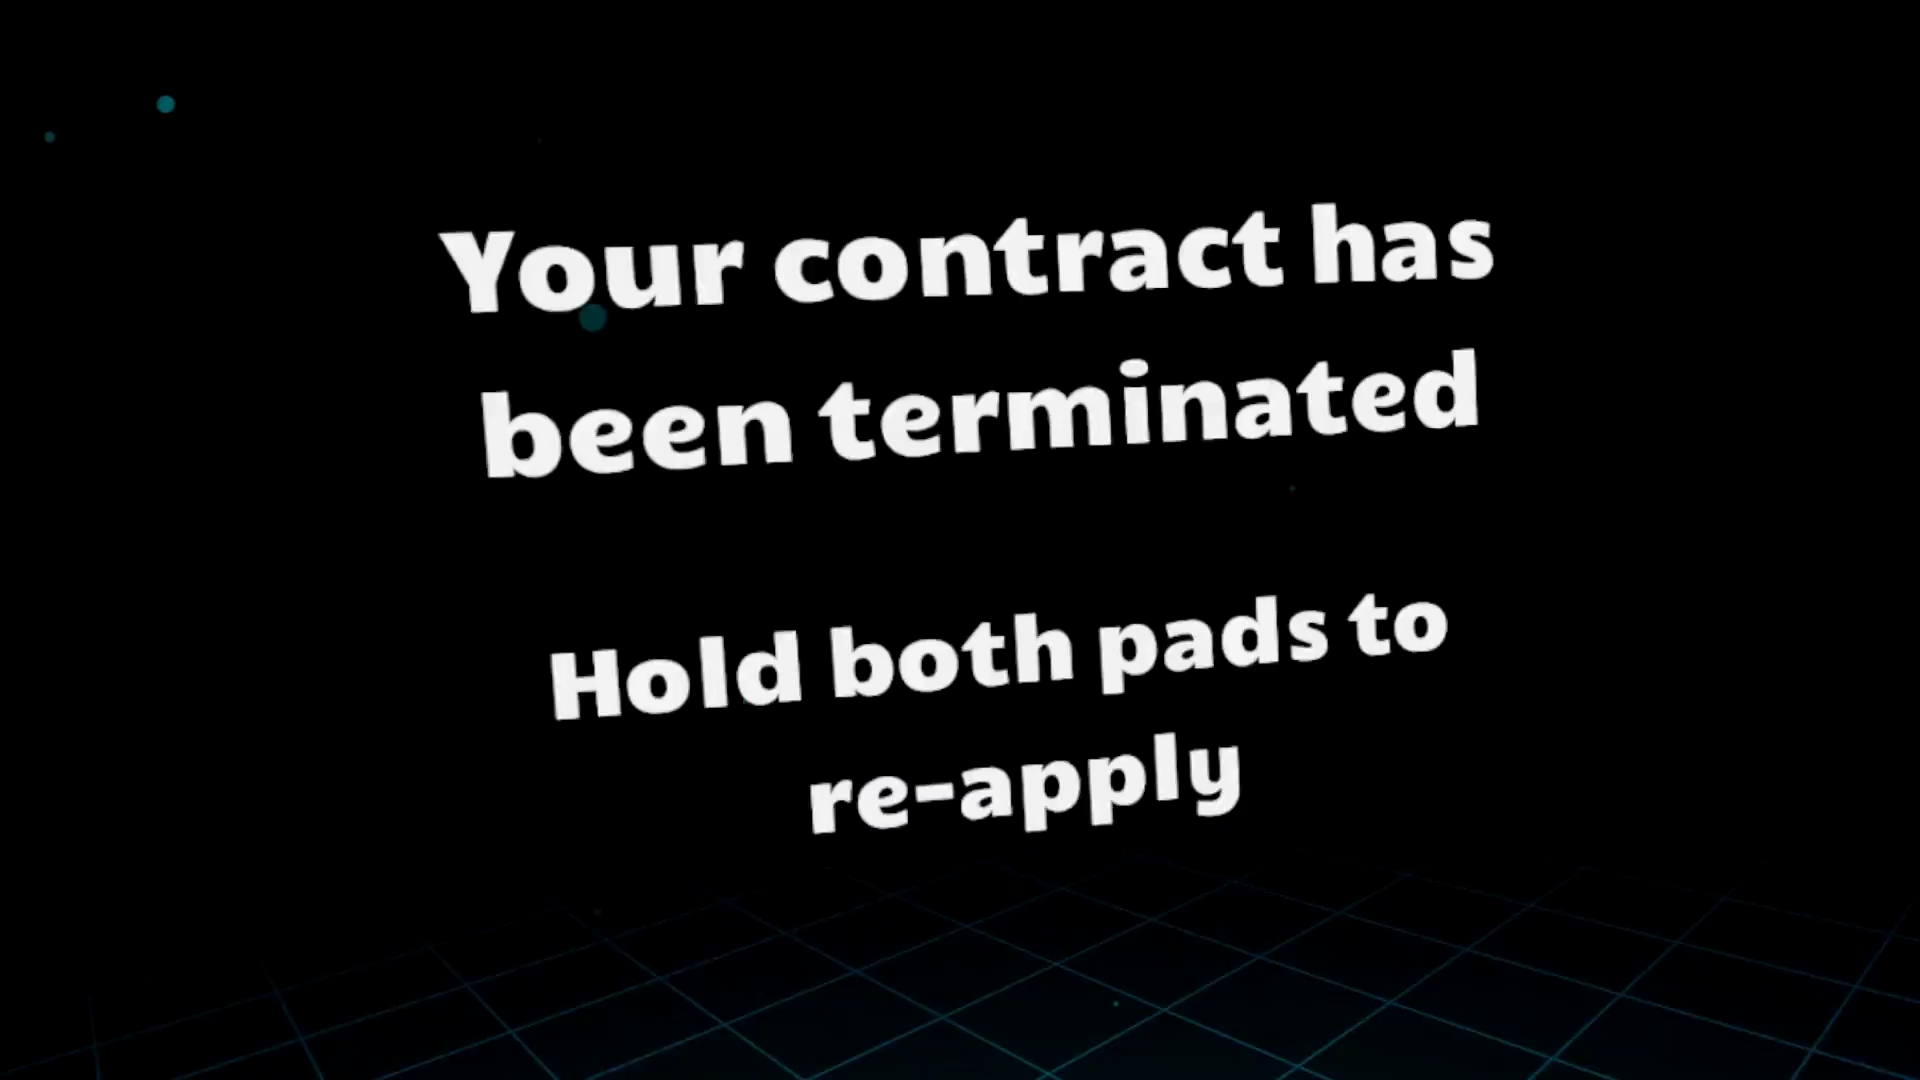 Your contract has
been terminated
Hold both pads to
re-apply